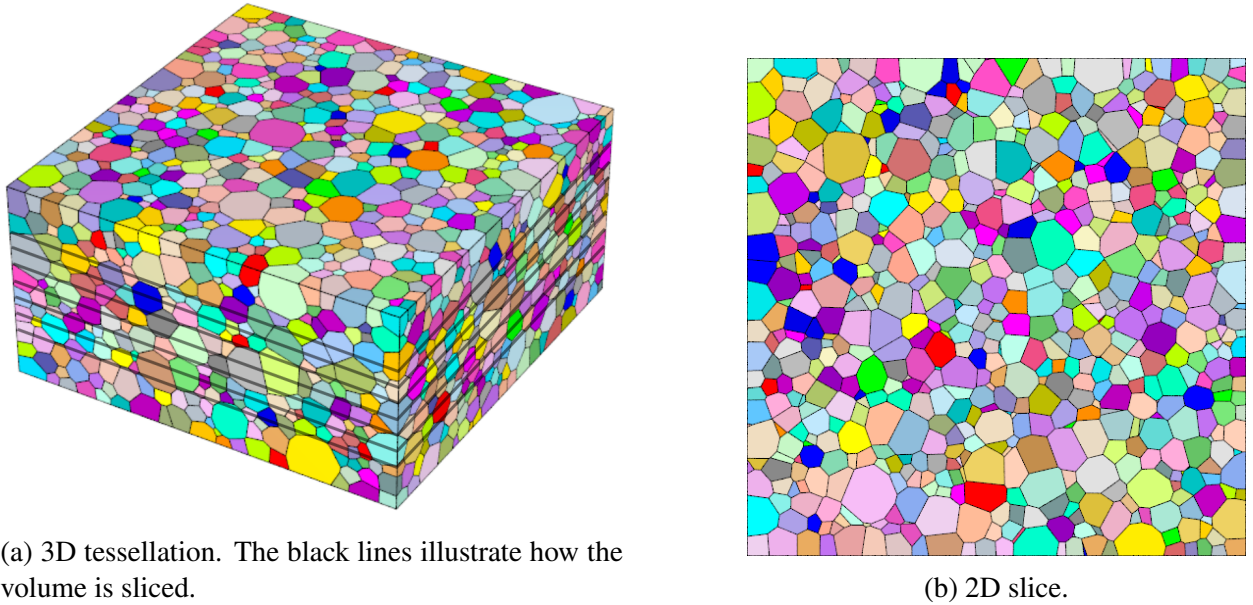 (a) 3D tessellation. The black lines illustrate how the
volume is sliced.
(b) 2D slice.